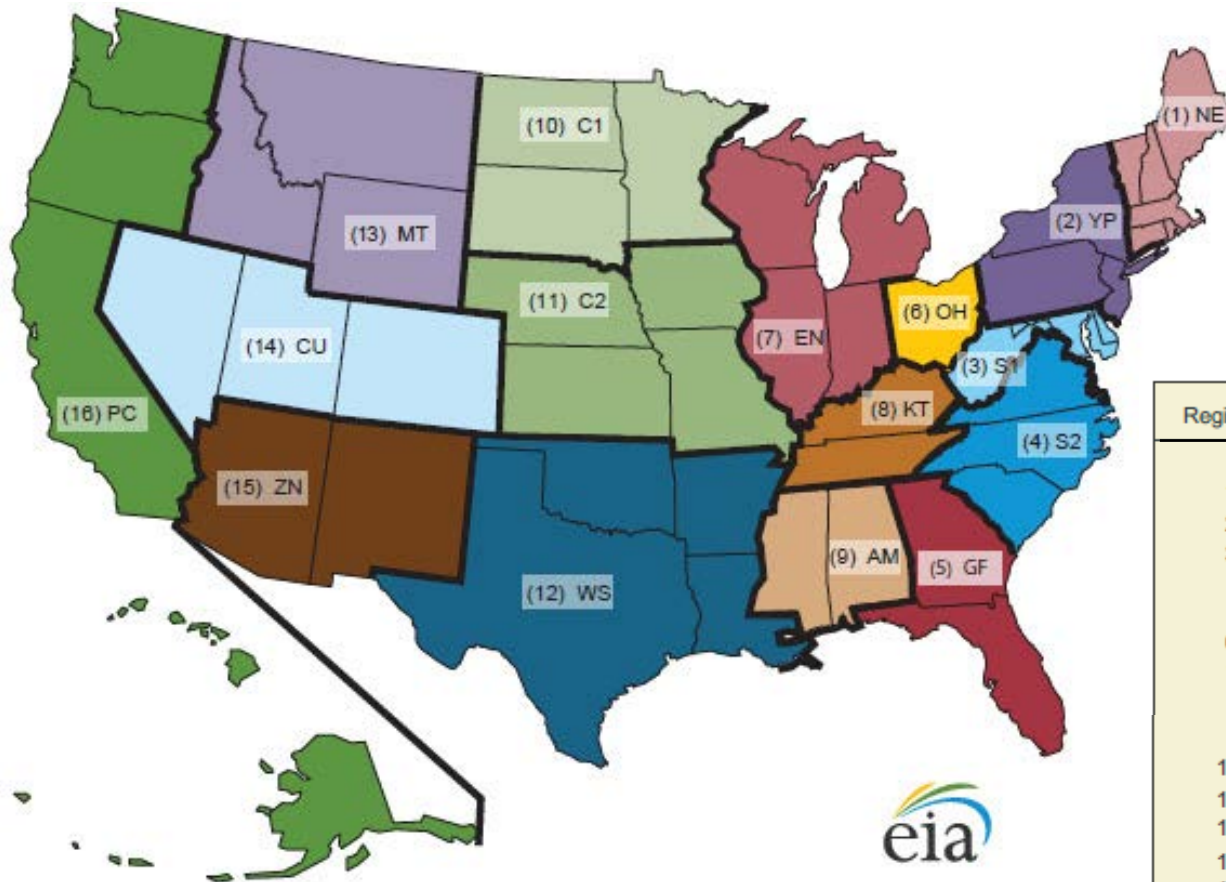 (1) NE
(10) C1
(2) YP
(13) MT
(11) C2
(6) OH
(7) EN
(14) CU
(3) S1
(16) PC
(8) KT
(4) S2
(15) ZN
(9) AM
(5) GF
(12) WS
eia